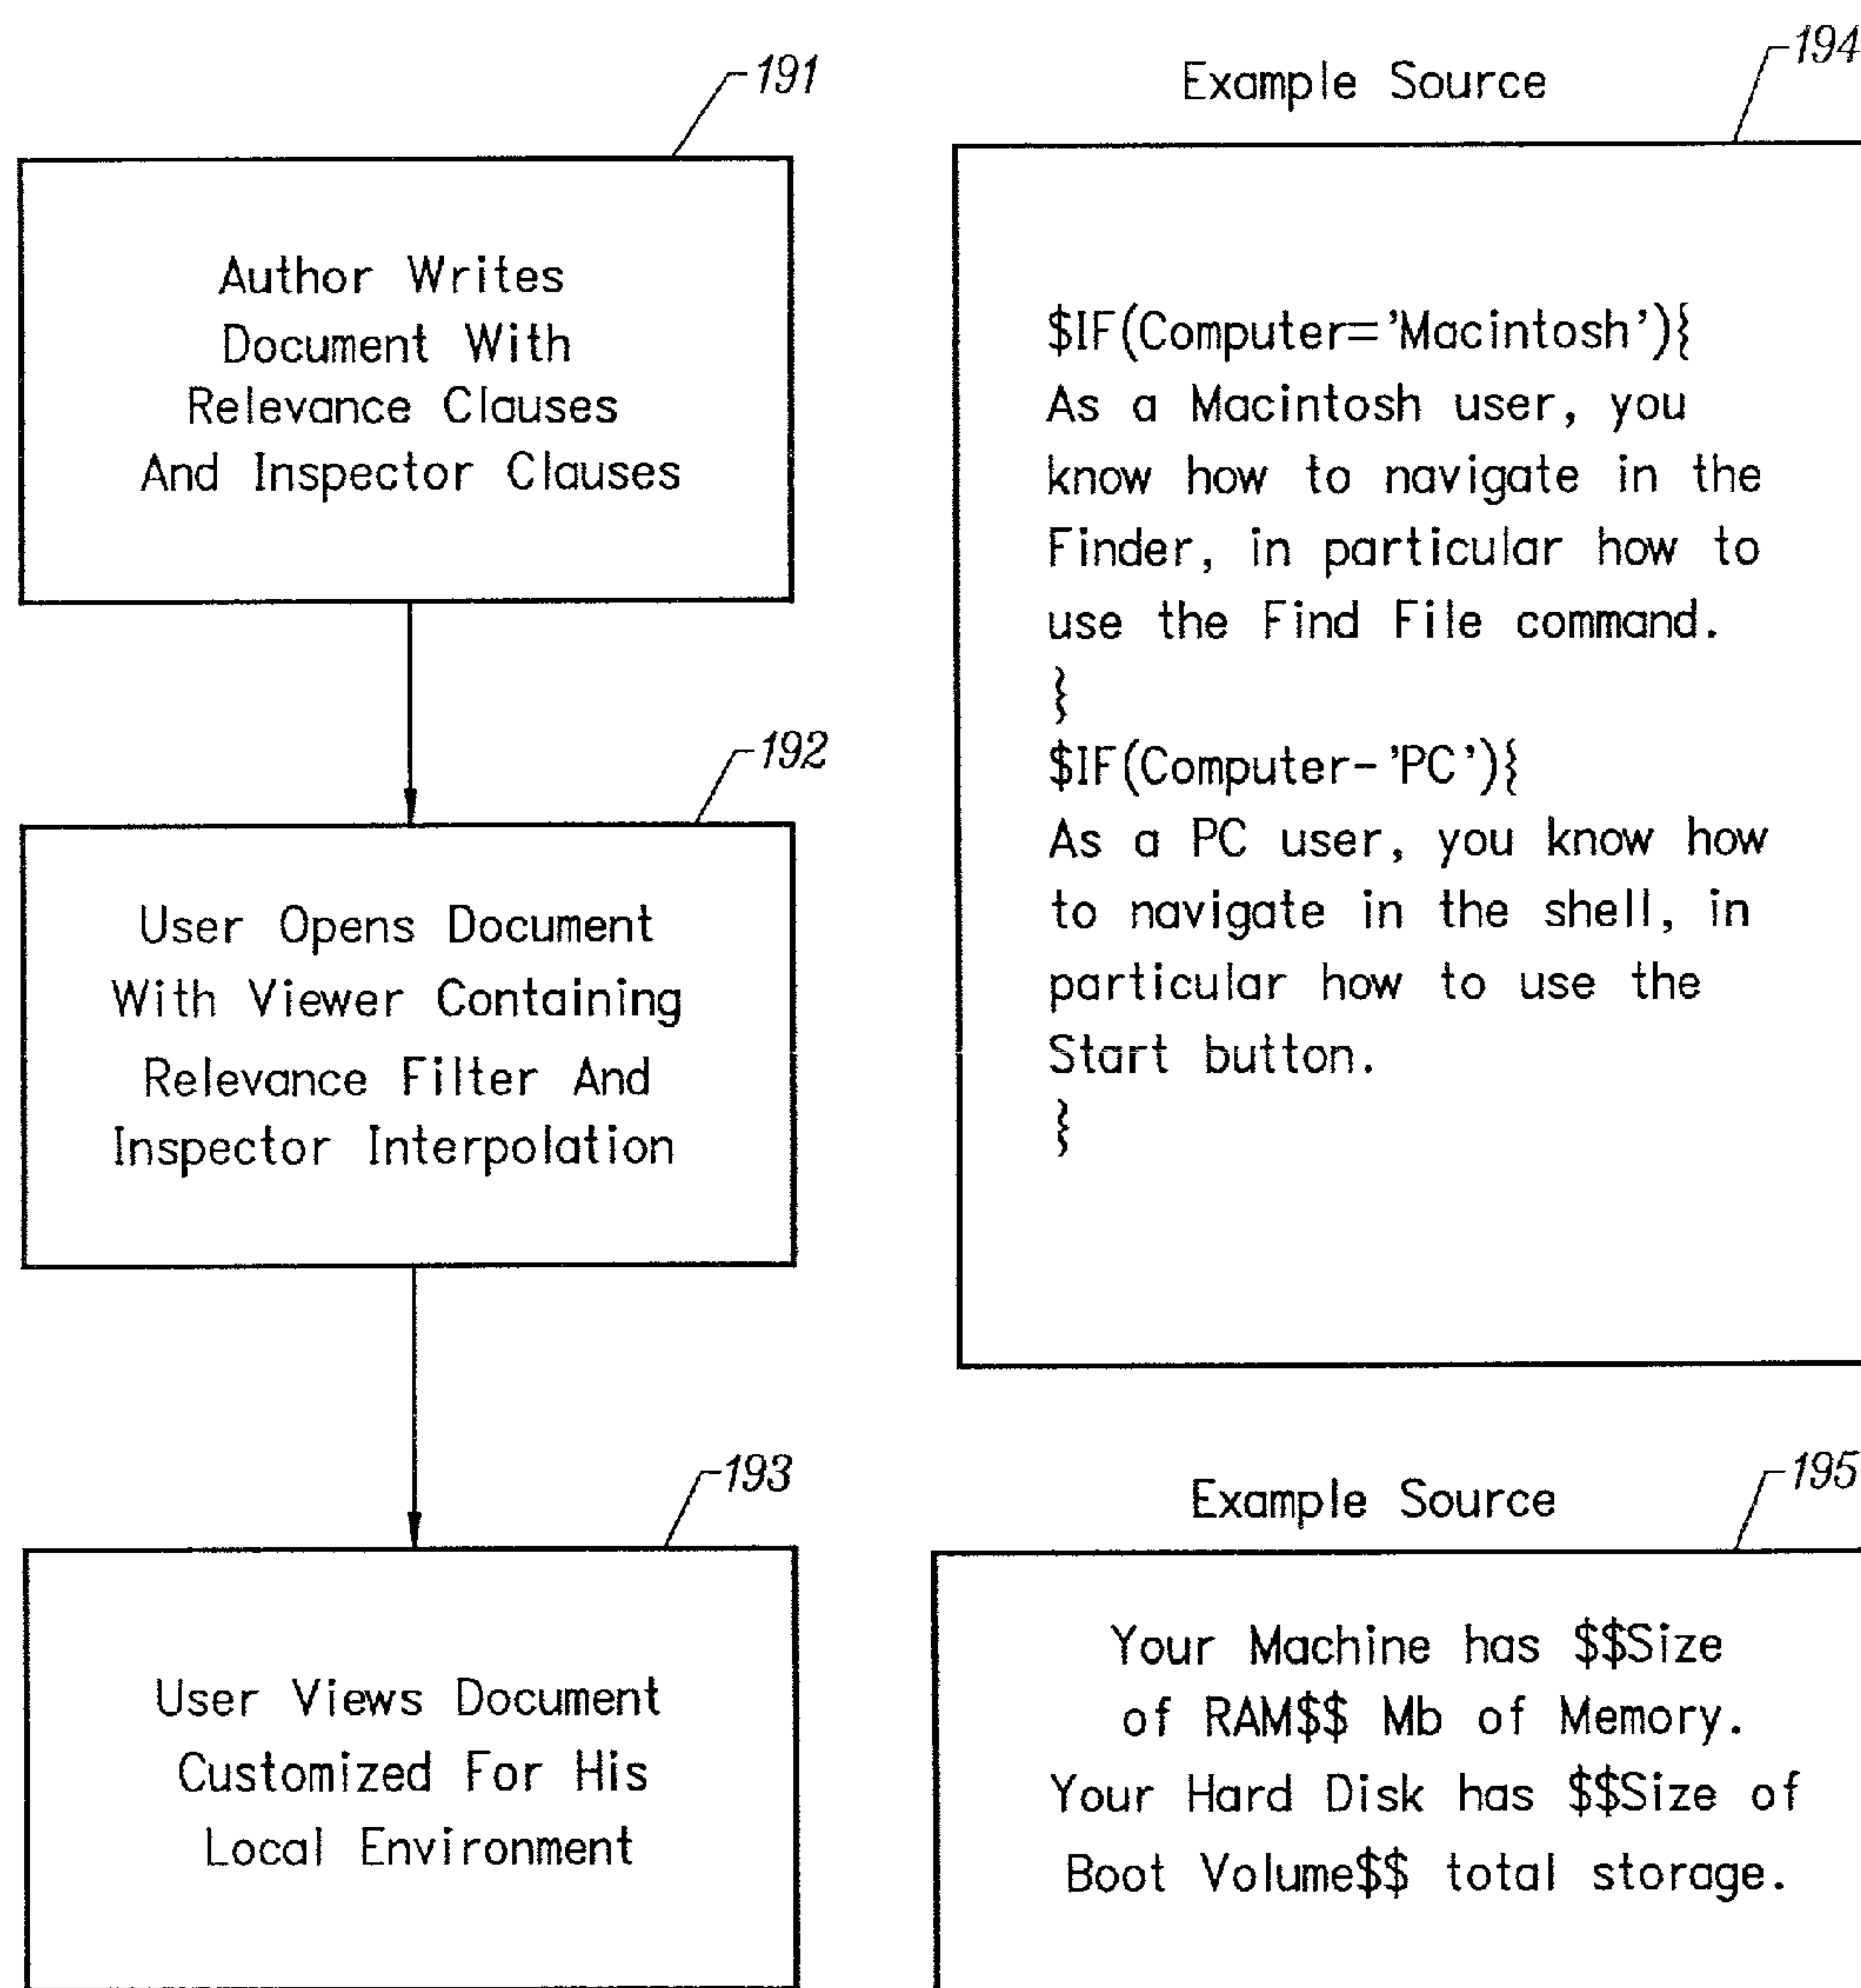 191
Author Writes
Document With
Relevance Clauses
And Inspector Clauses
192
User Opens Document
With Viewer Containing
Relevance Filter And
Inspector Interpolation
193
User Views Document
Customized For His
Local Environment
Example Source
194
$IF(Computer='Macintosh'){
As a Macintosh user, you
know how to navigate in the
Finder, in particular how to
use the Find File command.
}
$IF(Computer-'PC'){
As a PC user, you know how
to navigate in the shell, in
particular how to use the
Start button.
}
Example Source
195
Your Machine has $$Size
of RAM$$ Mb of Memory.
Your Hard Disk has $$Size of
Boot Volume$$ total storage.